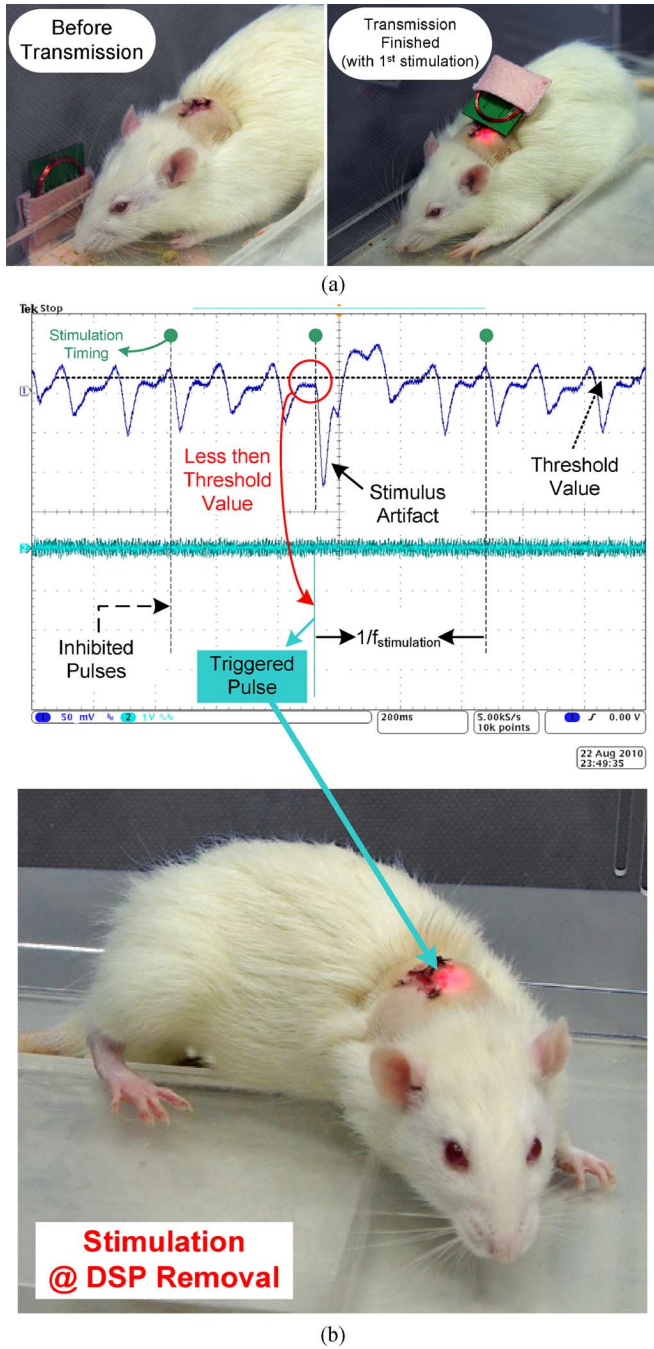 Before
Transmission
Transmission
Finished
(with 1st stimulation)
(a)
Tek Stop
Stimulation
Timing
1
Less then
Threshold
Value
Stimulus
Artifact
Threshold
Value
2
Inhibited
Pulses
1/fstimulation
Triggered
Pulse
1 50 mV 2 1V
200ms
5.00kS/s
10k points
1 0.00 V
22 Aug 2010
23:49:35
Stimulation
@ DSP Removal
(b)